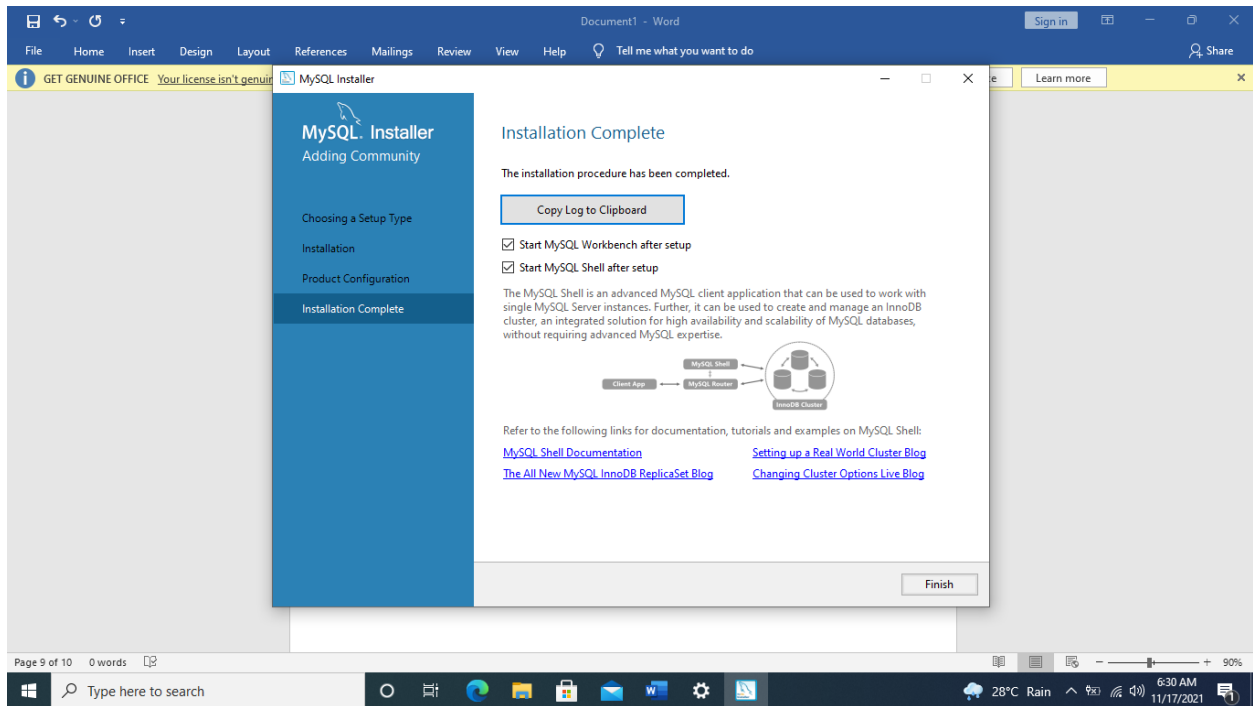 Document1 - Word
Sign in
File Home Insert Design Layout References Mailings Review View Help Tell me what you want to do Share
GET GENUINE OFFICE Your license isn't genuin
Learn more
MySQL Installer
MySQL. Installer
Adding Community
Choosing a Setup Type
Installation
Product Configuration
Installation Complete
Installation Complete
The installation procedure has been completed.
Copy Log to Clipboard
Start MySQL Workbench after setup
Start MySQL Shell after setup
The MySQL Shell is an advanced MySQL client application that can be used to work with
single MySQL Server instances. Further, it can be used to create and manage an InnoDB
cluster, an integrated solution for high availability and scalability of MySQL databases,
without requiring advanced MySQL expertise.
MySQL Shell
Client App MySQL Router
InnoDB Cluster
Refer to the following links for documentation, tutorials and examples on MySQL Shell:
MySQL Shell Documentation Setting up a Real World Cluster Blog
The All New MySQL InnoDB ReplicaSet Blog Changing Cluster Options Live Blog
Finish
Page 9 of 10 0 words 90%
Type here to search
28°C Rain
6:30 AM
11/17/2021